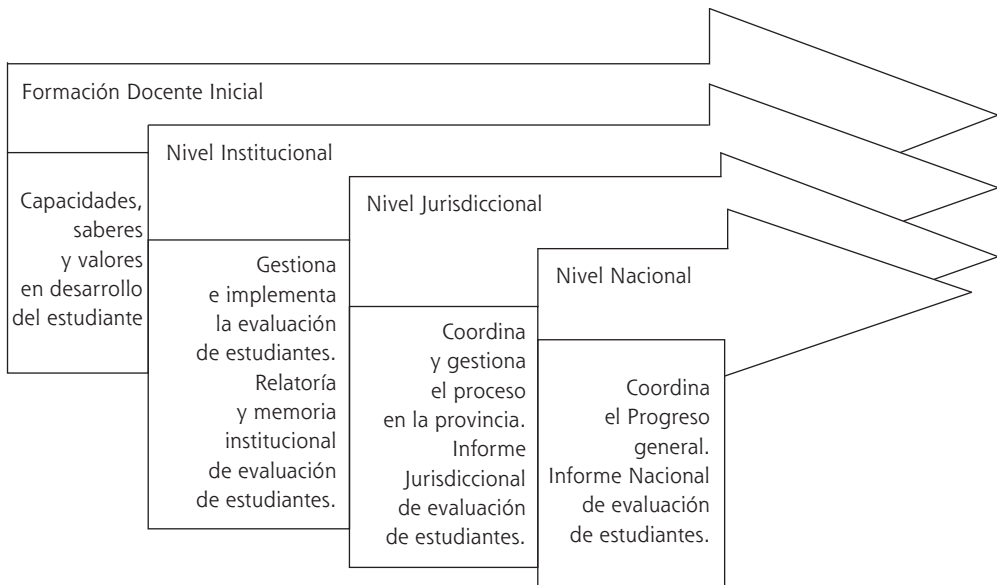 Formación Docente Inicial
Capacidades,
saberes
y valores
en desarrollo
del estudiante
Nivel Institucional
Gestiona
e implementa
la evaluación
de estudiantes.
Relatoría
y memoria
institucional
de evaluación
de estudiantes.
Nivel Jurisdiccional
Coordina
y gestiona
el proceso
en la provincia.
Informe
Jurisdiccional
de evaluación
de estudiantes.
Nivel Nacional
Coordina
el Progreso
general.
Informe Nacional
de evaluación
de estudiantes.